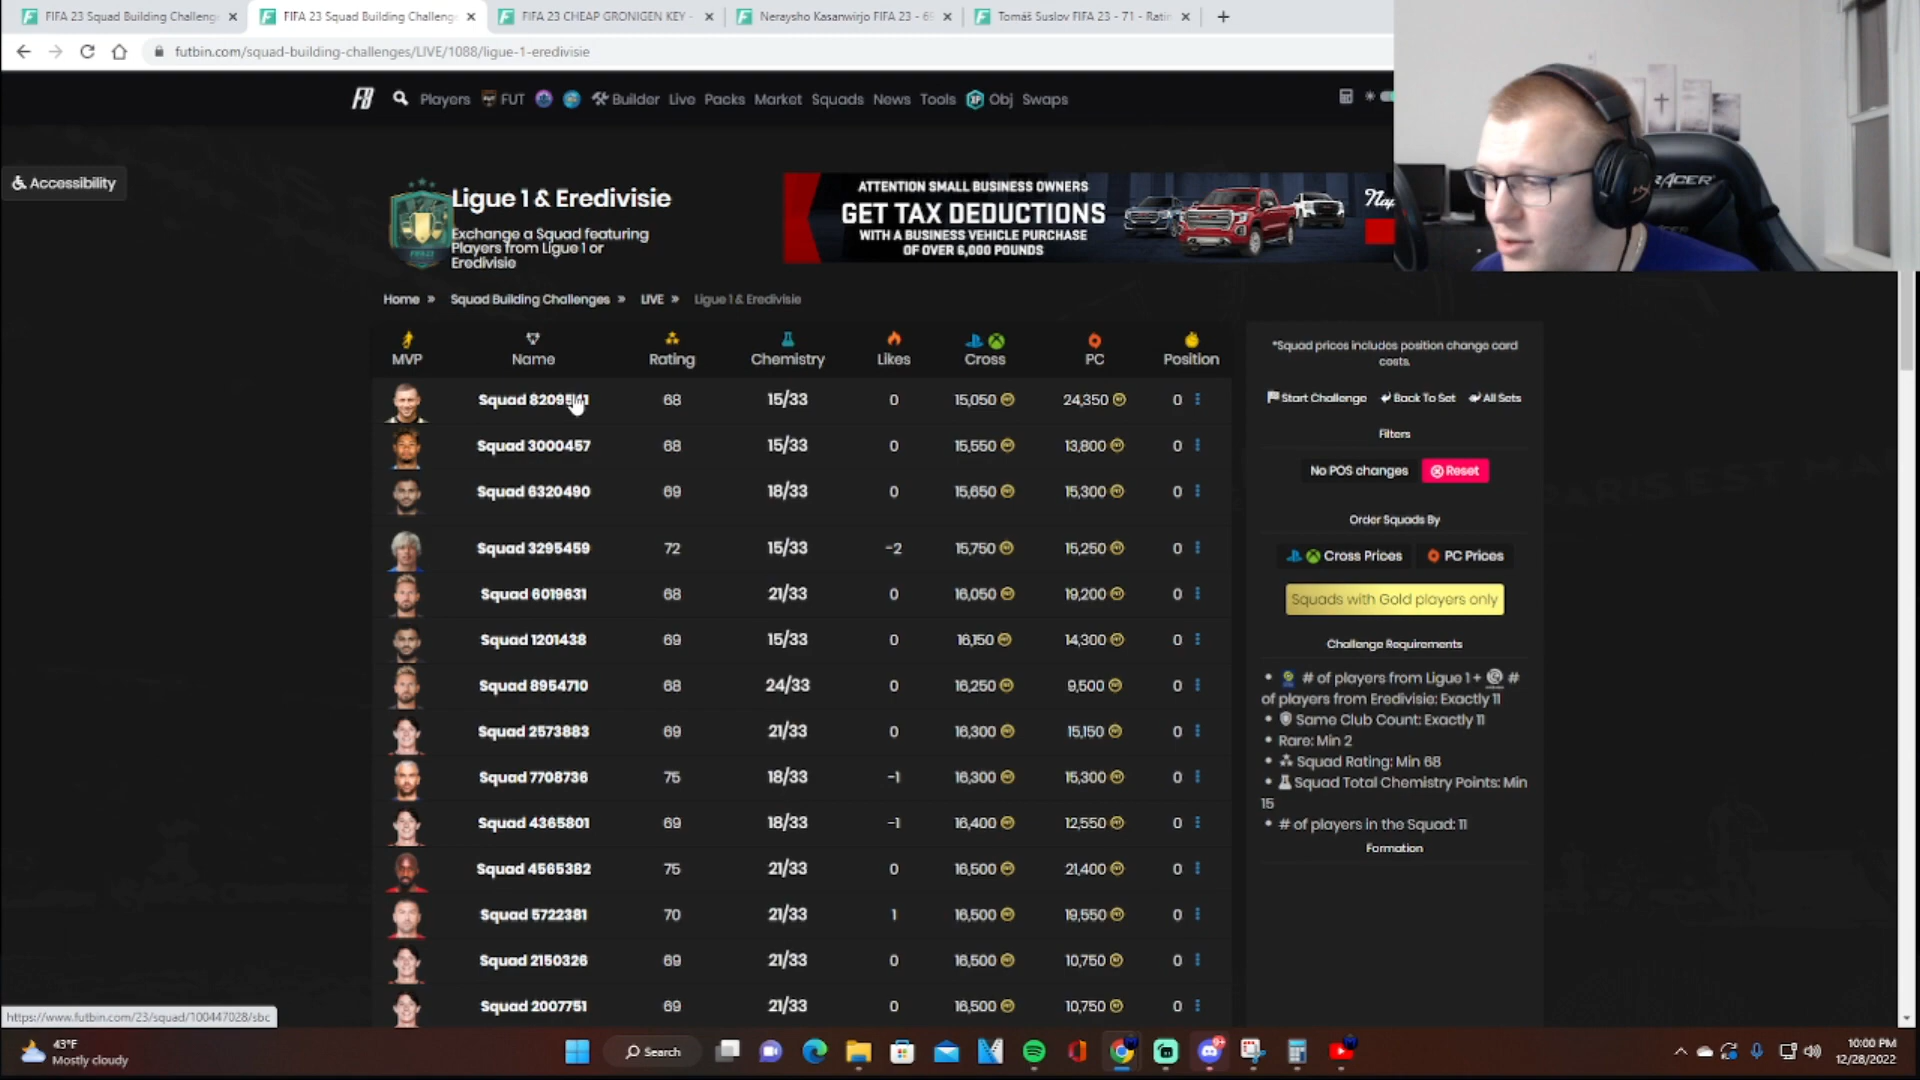 FIFA 23 Squad Building Challeng
FIFA 23 Squad Building Challeng
FIFA 23 CHEAP GRONIGEN KEY -
Neraysho Kasanwirjo FIFA 23 - 6
Tomáš Suslov FIFA 23 - 71 - Ratin
futbin.com/squad-building-challenges/LIVE/1088/ligue-1-eredivisie
Players FUT Builder Live Packs Market Squads News Tools Obj Swaps
Accessibility
Ligue 1 & Eredivisie
Exchange a Squad featuring
Players from Ligue 1 or
Eredivisie
ATTENTION SMALL BUSINESS OWNERS
GET TAX DEDUCTIONS
WITH A BUSINESS VEHICLE PURCHASE
OF OVER 6,000 POUNDS
Nap
RACER
Home » Squad Building Challenges » LIVE » Ligue 1 & Eredivisie
MVP Name Rating Chemistry Likes Cross PC Position
Squad 8209541 68 15/33 0 15,050 24,350 0
Squad 3000457 68 15/33 0 15,550 13,800 0
Squad 6320490 69 18/33 0 15,650 15,300 0
Squad 3295459 72 15/33 -2 15,750 15,250 0
Squad 6019631 68 21/33 0 16,050 19,200 0
Squad 1201438 69 15/33 0 16,150 14,300 0
Squad 8954710 68 24/33 0 16,250 9,500 0
Squad 2573883 69 21/33 0 16,300 15,150 0
Squad 7708736 75 18/33 -1 16,300 15,300 0
Squad 4365801 69 18/33 -1 16,400 12,550 0
Squad 4565382 75 21/33 0 16,500 21,400 0
Squad 5722381 70 21/33 1 16,500 19,550 0
Squad 2150326 69 21/33 0 16,500 10,750 0
Squad 2007751 69 21/33 0 16,500 10,750 0
*Squad prices includes position change card
costs.
Start Challenge Back To Set All Sets
Filters
No POS changes Reset
Order Squads By
Cross Prices PC Prices
Squads with Gold players only
Challenge Requirements
• # of players from Ligue 1 + #
of players from Eredivisie: Exactly 11
• Same Club Count: Exactly 11
• Rare: Min 2
• Squad Rating: Min 68
• Squad Total Chemistry Points: Min
15
• # of players in the Squad: 11
Formation
https://www.futbin.com/23/squad/100447028/sbc
43°F
Mostly cloudy
Search
10:00 PM
12/28/2022